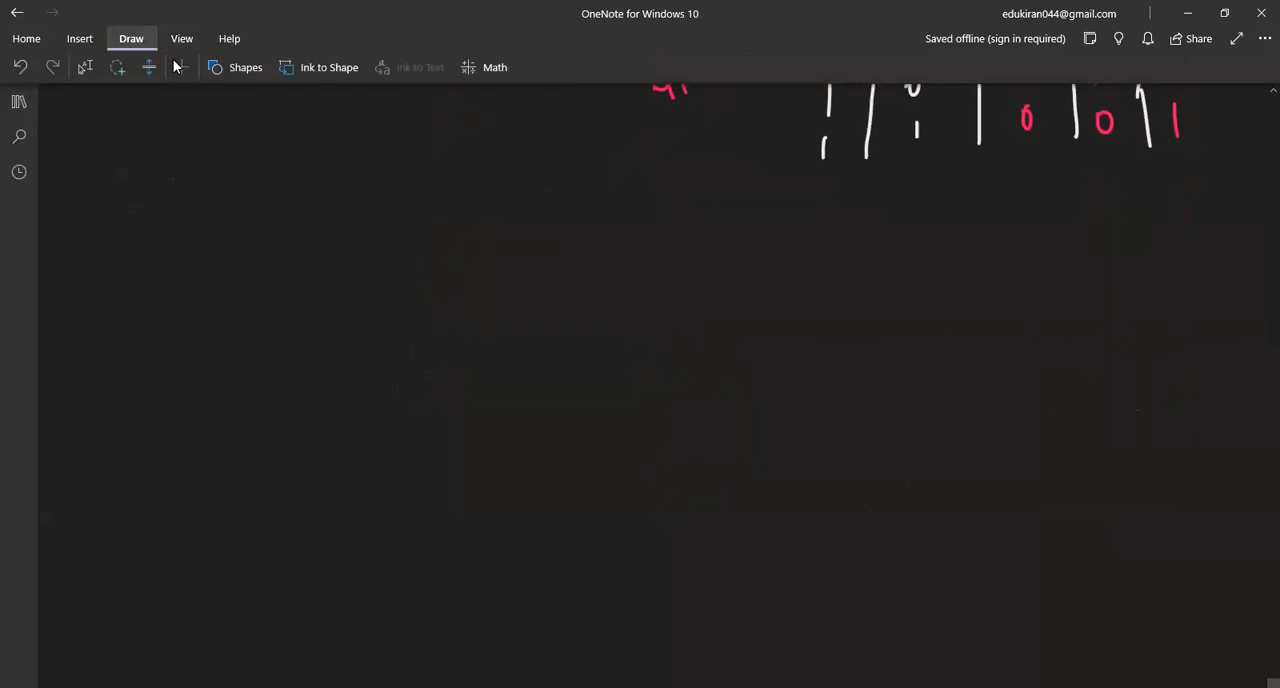 OneNote for Windows 10
edukiran044@gmail.com
Home Insert Draw View Help
Saved offline (sign in required) Share
Shapes Ink to Shape Ink to Text Math
0 0 1